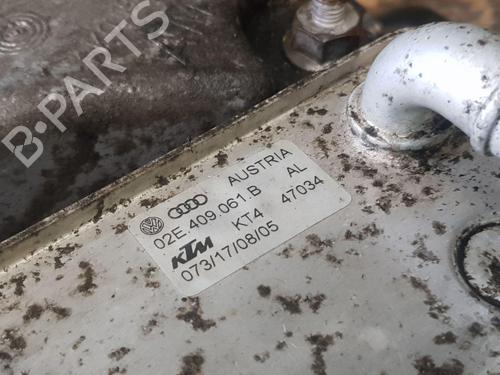 B-PARTS
AUSTRIA
02E.409.061.B AL
KTM KT4 47034
073/17/08/05